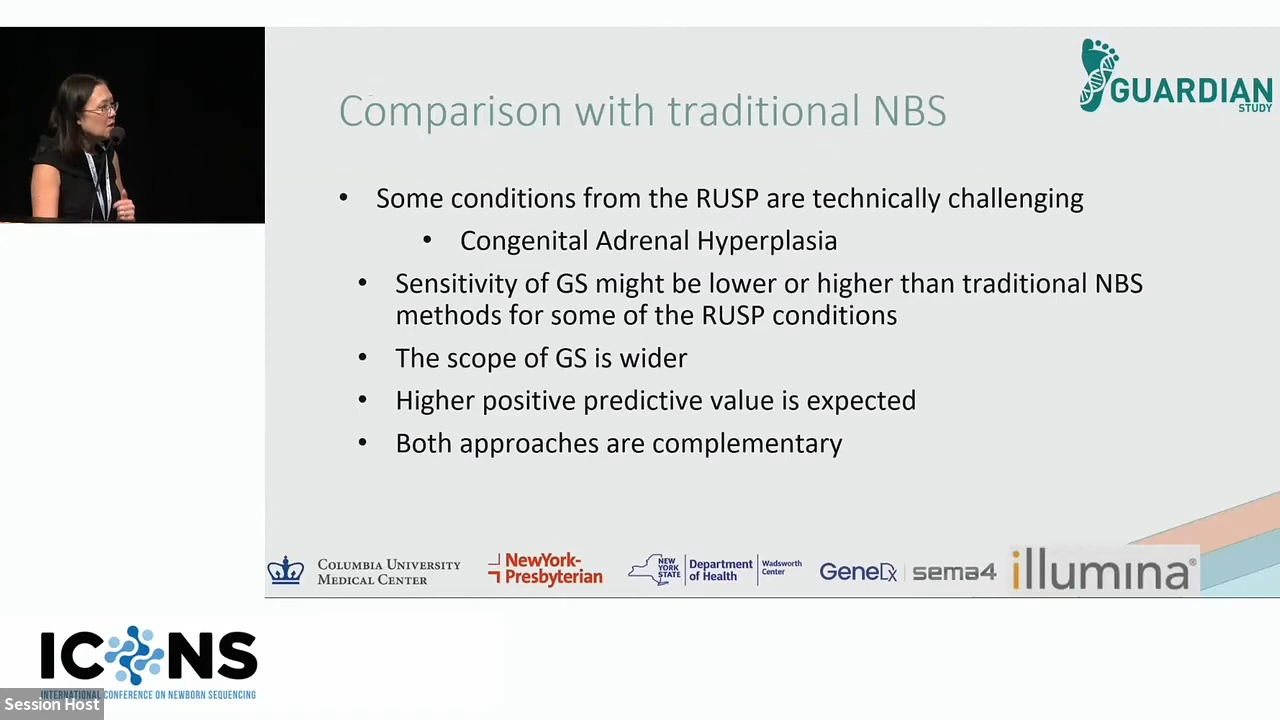 GUARDIAN
STUDY
Comparison with traditional NBS
• Some conditions from the RUSP are technically challenging
• Congenital Adrenal Hyperplasia
• Sensitivity of GS might be lower or higher than traditional NBS
methods for some of the RUSP conditions
• The scope of GS is wider
• Higher positive predictive value is expected
• Both approaches are complementary
COLUMBIA UNIVERSITY
MEDICAL CENTER
NewYork-
Presbyterian
NEW
YORK
STATE
Department
of Health
Wadsworth
Center
GeneDx
sema4
illumina®
ICONS
INTERNATIONAL CONFERENCE ON NEWBORN SEQUENCING
Session Host